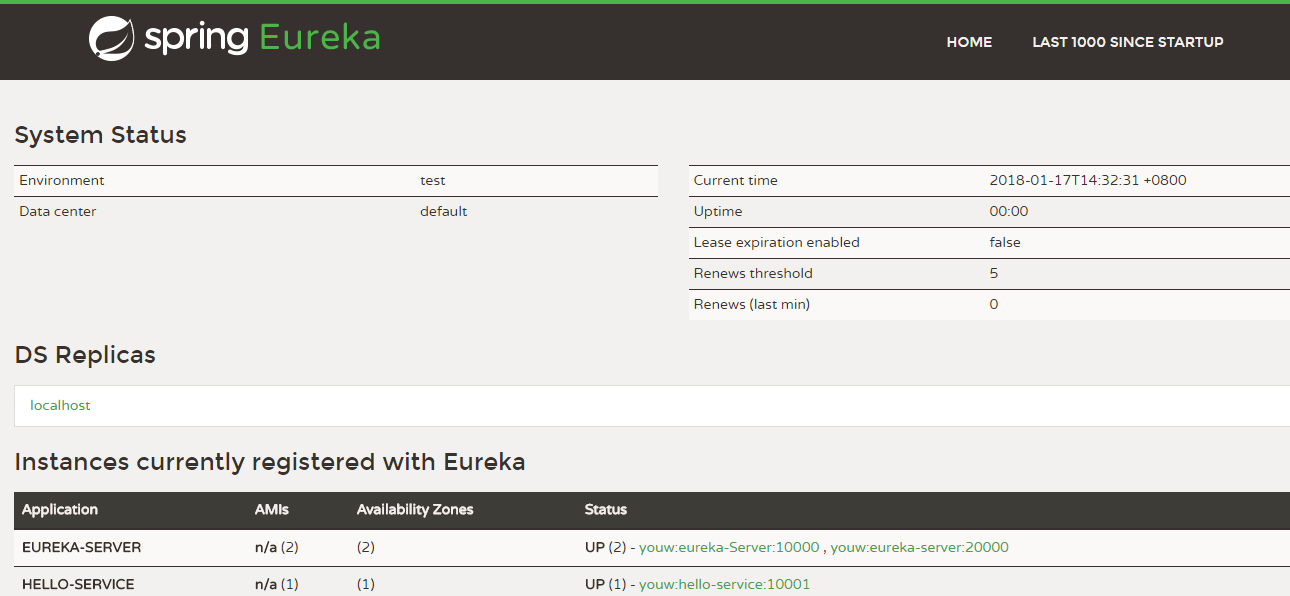 spring Eureka
HOME LAST 1000 SINCE STARTUP
System Status
Environment test
Data center default
Current time 2018-01-17T14:32:31 +0800
Uptime 00:00
Lease expiration enabled false
Renews threshold 5
Renews (last min) 0
DS Replicas
localhost
Instances currently registered with Eureka
Application AMIs Availability Zones Status
EUREKA-SERVER n/a (2) (2) UP (2) - youw:eureka-Server:10000 , youw:eureka-server:20000
HELLO-SERVICE n/a (1) (1) UP (1) - youw:hello-service:10001